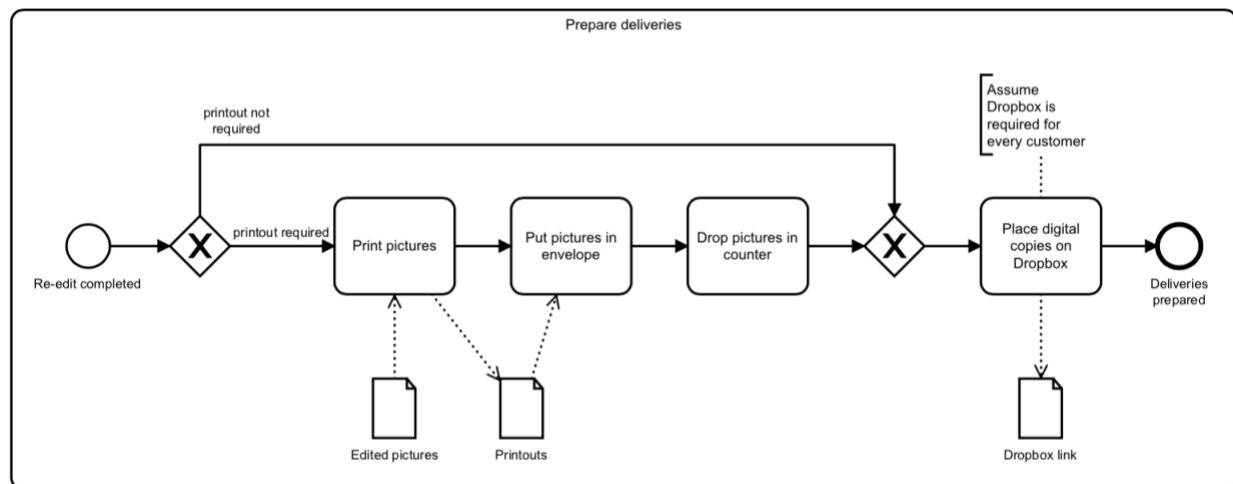 Prepare deliveries
Assume
Dropbox is
required for
every customer
printout not
required
printout required
Print pictures
Put pictures in
envelope
Drop pictures in
counter
Place digital
copies on
Dropbox
Re-edit completed
Deliveries
prepared
Edited pictures
Printouts
Dropbox link